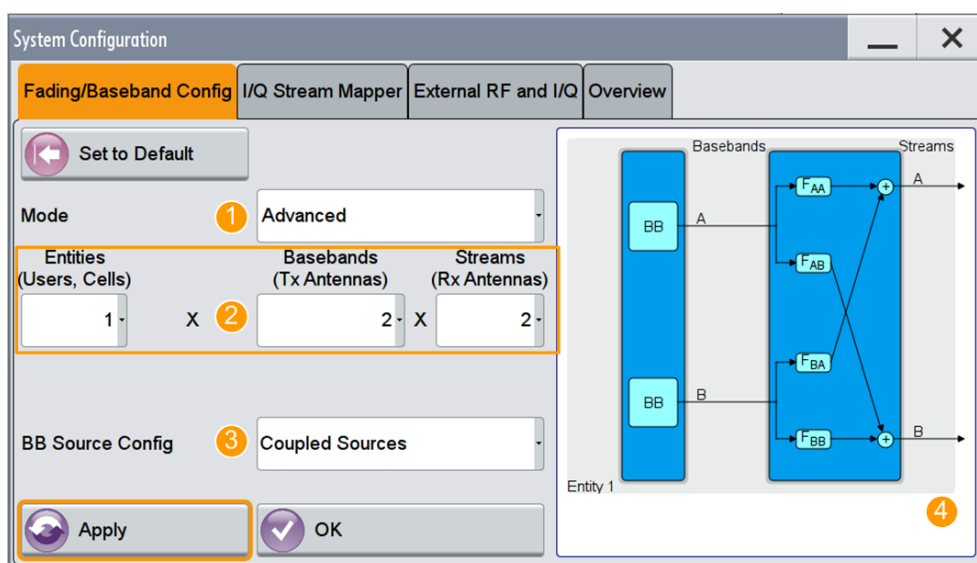 System Configuration
Fading/Baseband Config
I/Q Stream Mapper
External RF and I/Q
Overview
Set to Default
Mode
1
Advanced
Entities
(Users, Cells)
Basebands
(Tx Antennas)
Streams
(Rx Antennas)
1
X
2
2
X
2
BB Source Config
3
Coupled Sources
Apply
OK
Basebands
Streams
BB
A
FAA
A
FAB
BB
B
FBA
FBB
B
Entity 1
4